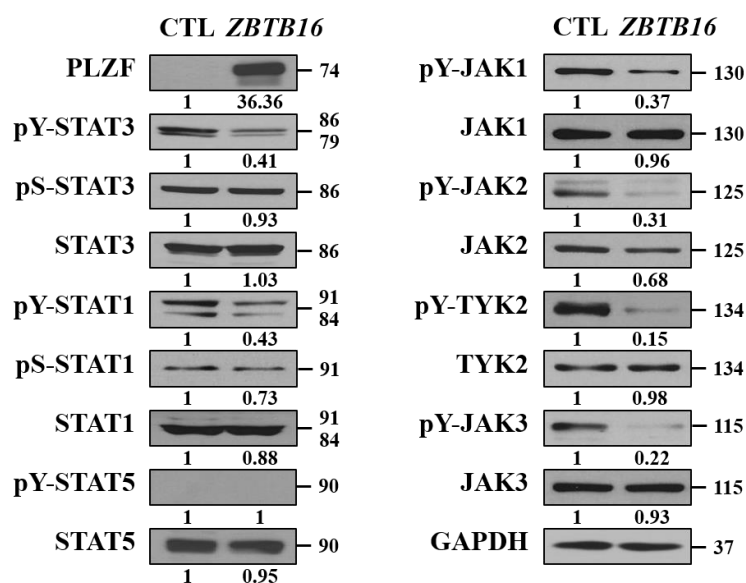 CTL ZBTB16
PLZF 74
1 36.36
pY-STAT3 86
79
1 0.41
pS-STAT3 86
1 0.93
STAT3 86
1 1.03
pY-STAT1 91
84
1 0.43
pS-STAT1 91
1 0.73
STAT1 91
84
1 0.88
pY-STAT5 90
1 1
STAT5 90
1 0.95
CTL ZBTB16
pY-JAK1 130
1 0.37
JAK1 130
1 0.96
pY-JAK2 125
1 0.31
JAK2 125
1 0.68
pY-TYK2 134
1 0.15
TYK2 134
1 0.98
pY-JAK3 115
1 0.22
JAK3 115
1 0.93
GAPDH 37